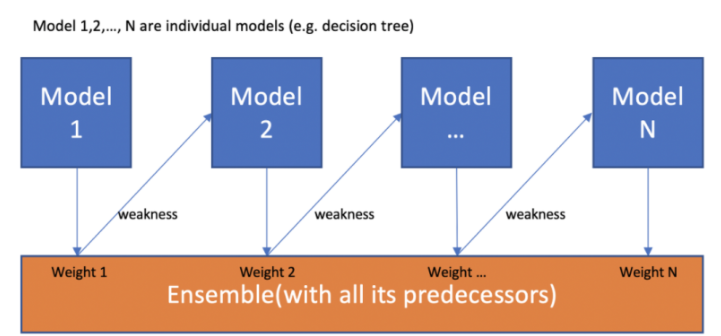 Model 1,2,..., N are individual models (e.g. decision tree)
Model
1
Model
2
Model
...
Model
N
weakness
weakness
weakness
Weight 1
Weight 2
Weight ...
Weight N
Ensemble(with all its predecessors)